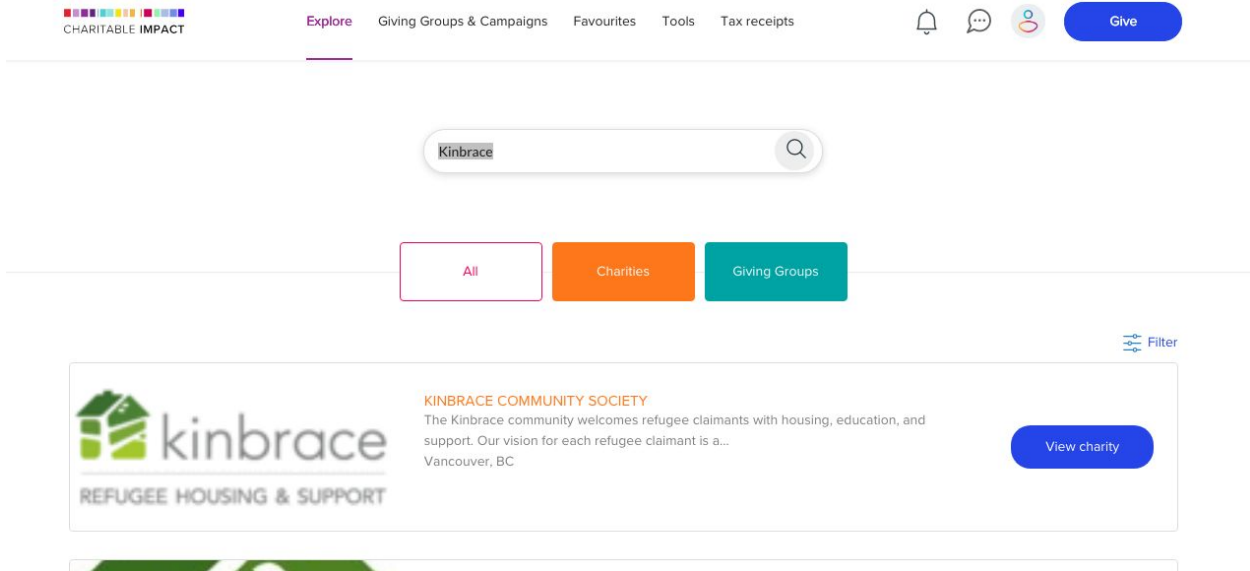 CHARITABLE IMPACT
Explore Giving Groups & Campaigns Favourites Tools Tax receipts Give
Kinbrace
All Charities Giving Groups
Filter
kinbrace
REFUGEE HOUSING & SUPPORT
KINBRACE COMMUNITY SOCIETY
The Kinbrace community welcomes refugee claimants with housing, education, and
support. Our vision for each refugee claimant is a...
Vancouver, BC
View charity